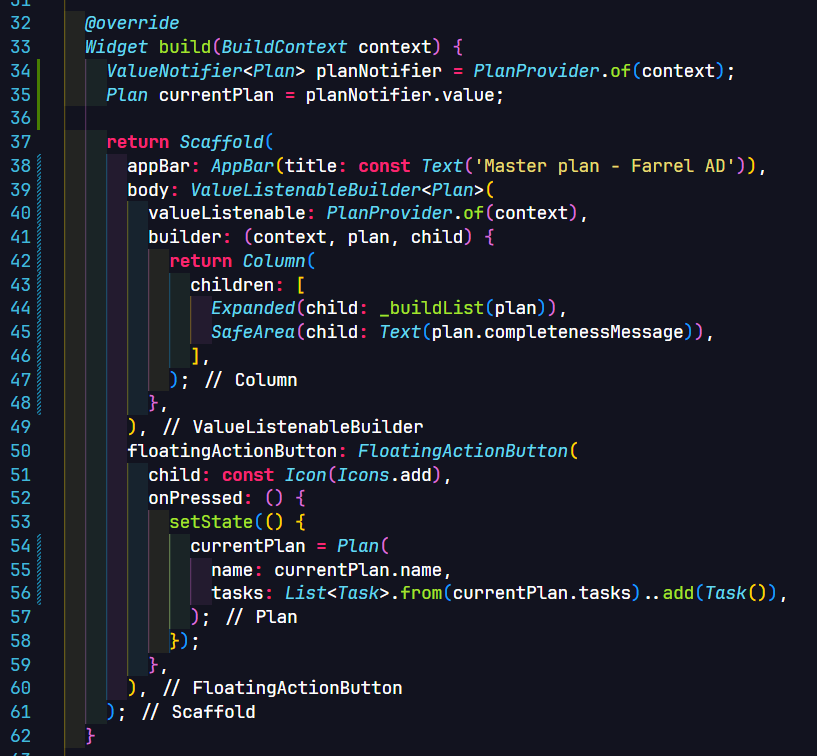 32 @override
33 Widget build(BuildContext context) {
34 ValueNotifier<Plan> planNotifier = PlanProvider.of(context);
35 Plan currentPlan = planNotifier.value;
36
37 return Scaffold(
38 appBar: AppBar(title: const Text('Master plan - Farrel AD')),
39 body: ValueListenableBuilder<Plan>(
40 valueListenable: PlanProvider.of(context),
41 builder: (context, plan, child) {
42 return Column(
43 children: [
44 Expanded(child: _buildList(plan)),
45 SafeArea(child: Text(plan.completenessMessage)),
46 ],
47 ); // Column
48 },
49 ), // ValueListenableBuilder
50 floatingActionButton: FloatingActionButton(
51 child: const Icon(Icons.add),
52 onPressed: () {
53 setState(() {
54 currentPlan = Plan(
55 name: currentPlan.name,
56 tasks: List<Task>.from(currentPlan.tasks)..add(Task()),
57 ); // Plan
58 });
59 },
60 ), // FloatingActionButton
61 ); // Scaffold
62 }